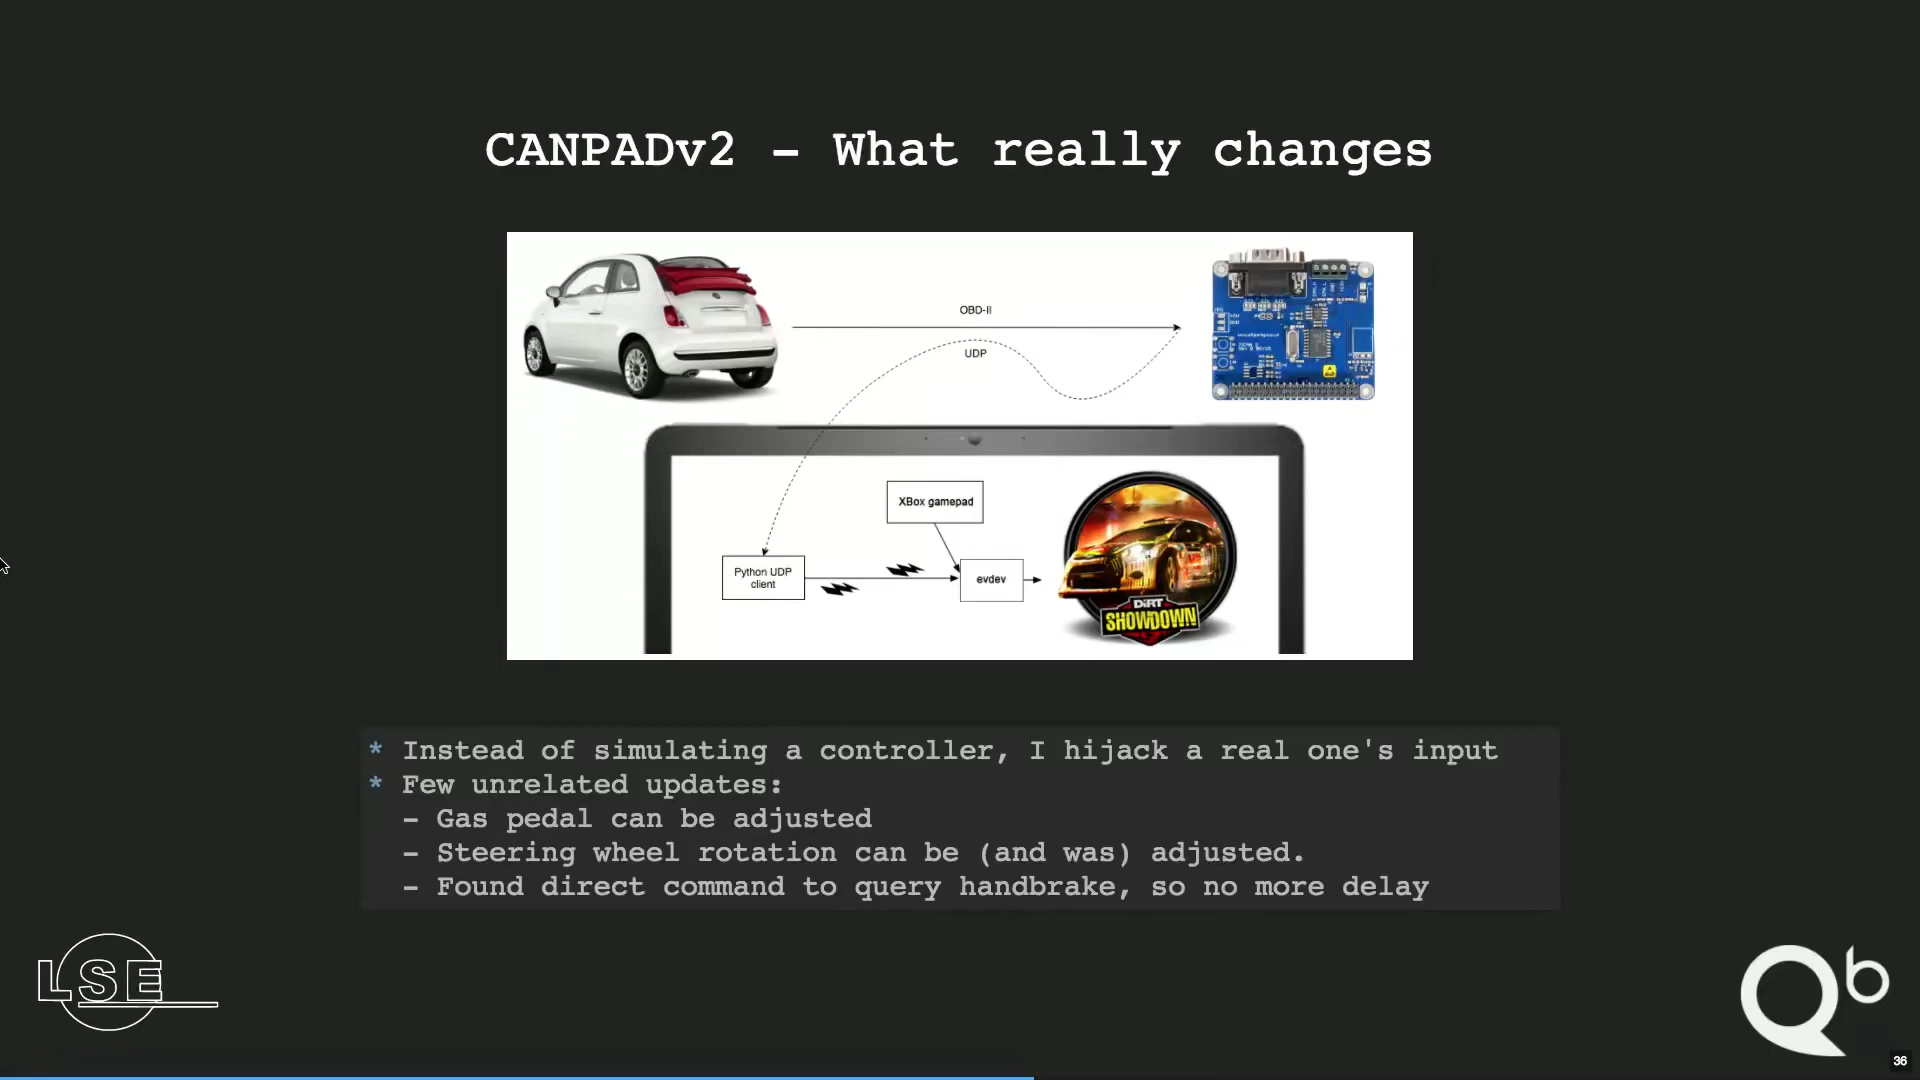 CANPADv2 - What really changes
OBD-II
UDP
XBox gamepad
Python UDP
client
evdev
DiRT
SHOWDOWN
* Instead of simulating a controller, I hijack a real one's input
* Few unrelated updates:
- Gas pedal can be adjusted
- Steering wheel rotation can be (and was) adjusted.
- Found direct command to query handbrake, so no more delay
LSE
Qb
36